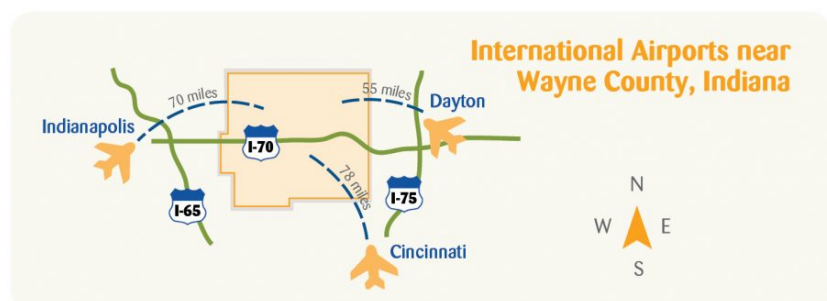 International Airports near
Wayne County, Indiana
70 miles
55 miles
Dayton
Indianapolis
I-70
78 miles
I-65
I-75
Cincinnati
N
W E
S